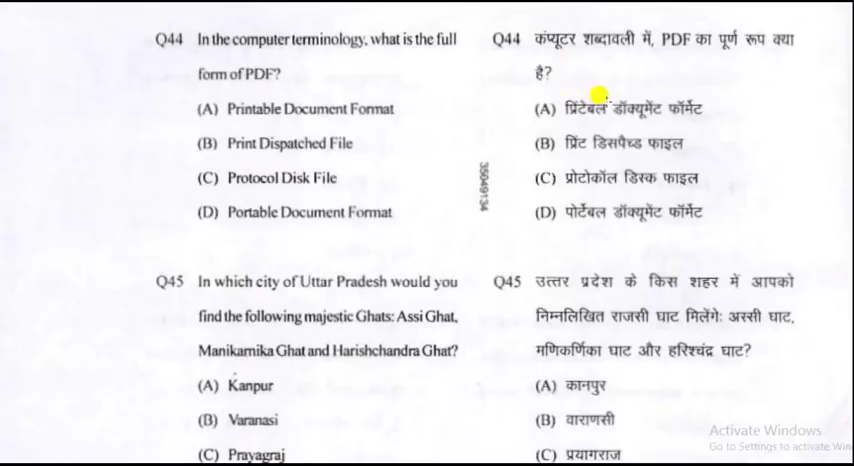 Q44 In the computer terminology, what is the full
form of PDF?
(A) Printable Document Format
(B) Print Dispatched File
(C) Protocol Disk File
(D) Portable Document Format
Q45 In which city of Uttar Pradesh would you
find the following majestic Ghats: Assi Ghat,
Manikarnika Ghat and Harishchandra Ghat?
(A) Kanpur
(B) Varanasi
(C) Prayagraj
35049134
Q44 कंप्यूटर शब्दावली में, PDF का पूर्ण रूप क्या
है?
(A) प्रिंटेबल डॉक्यूमेंट फॉर्मेट
(B) प्रिंट डिसपैच्ड फाइल
(C) प्रोटोकॉल डिस्क फाइल
(D) पोर्टेबल डॉक्यूमेंट फॉर्मेट
Q45 उत्तर प्रदेश के किस शहर में आपको
निम्नलिखित राजसी घाट मिलेंगे: अस्सी घाट,
मणिकर्णिका घाट और हरिश्चंद्र घाट?
(A) कानपुर
(B) वाराणसी
(C) प्रयागराज
Activate Windows
Go to Settings to activate Win